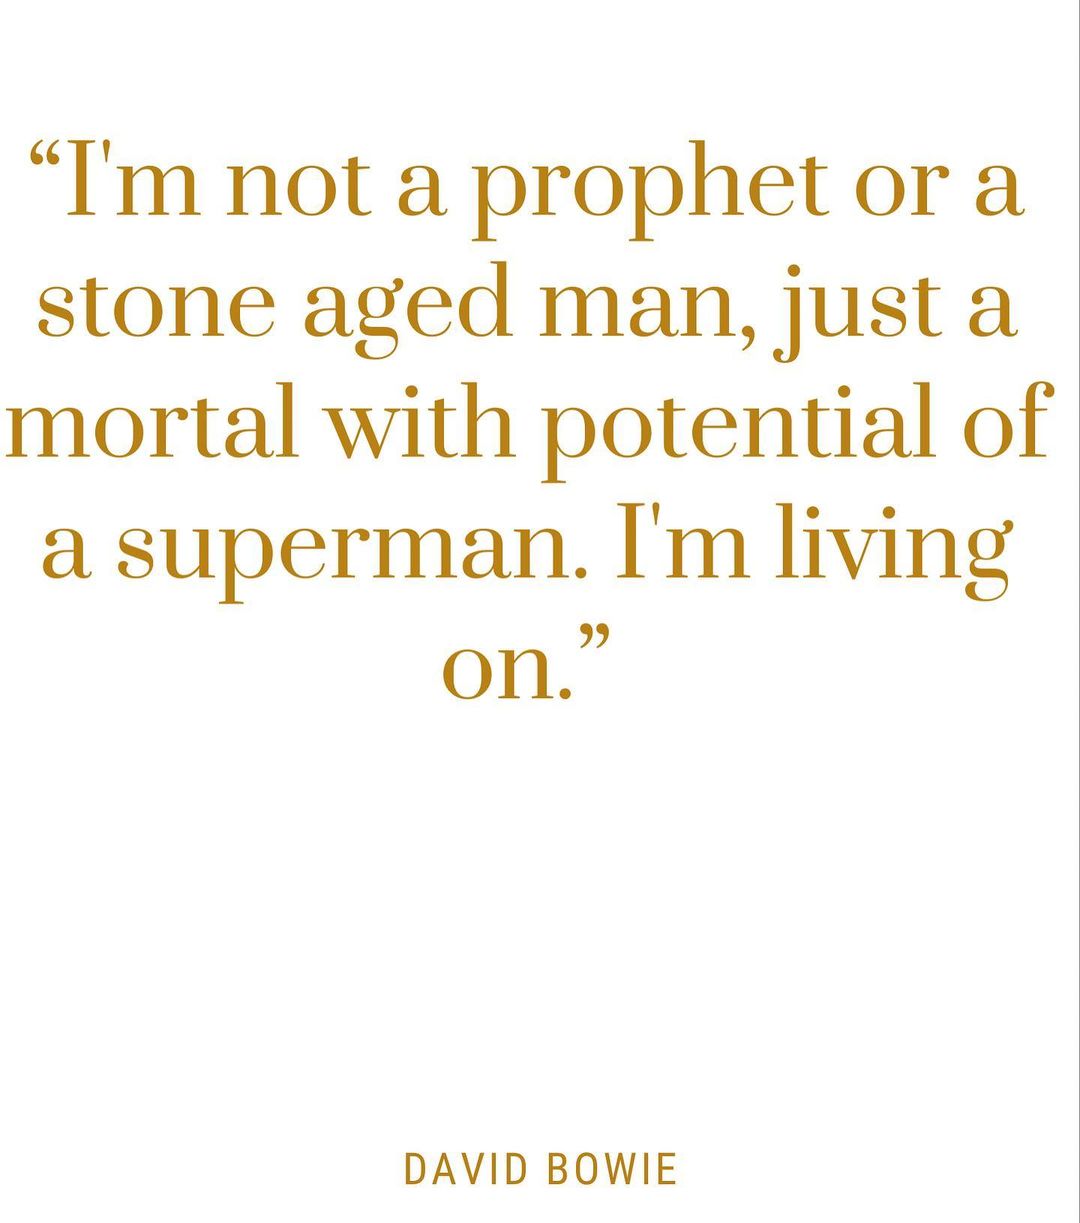 “I'm not a prophet or a
stone aged man, just a
mortal with potential of
a superman. I'm living
on.”
DAVID BOWIE